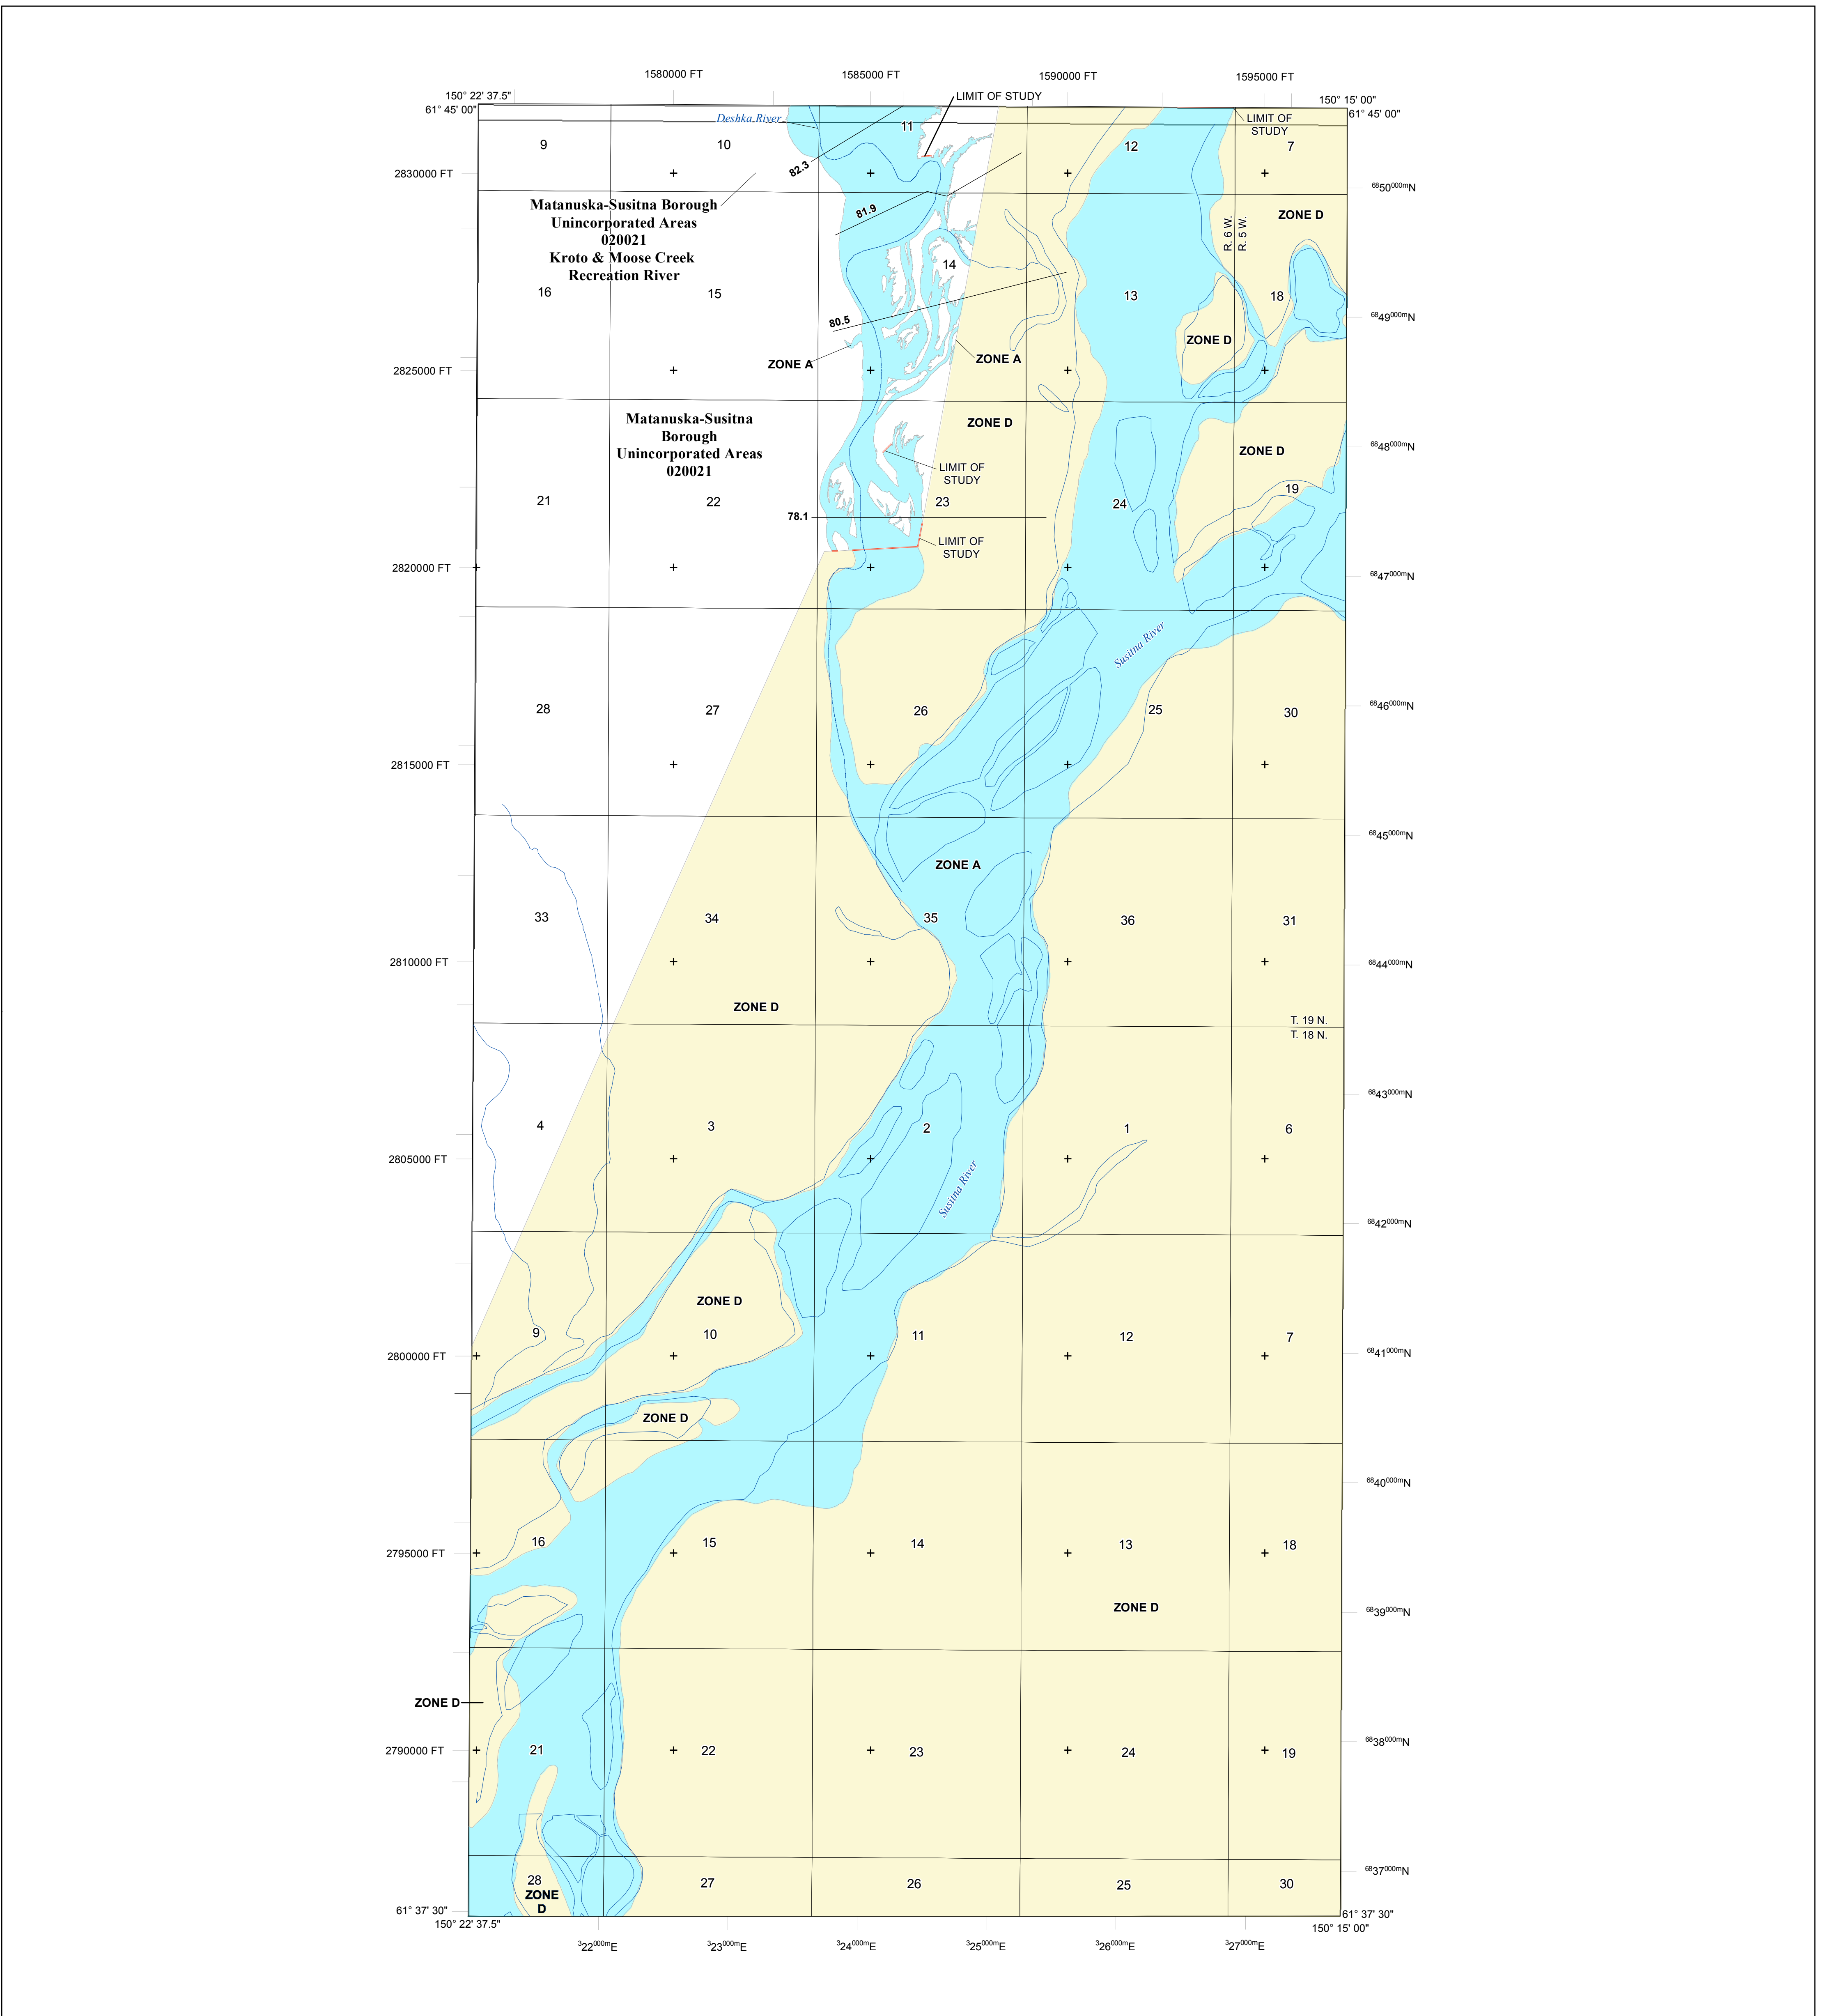 1580000 FT
1585000 FT
1590000 FT
1595000 FT
150° 22' 37.5"
61° 45' 00"
LIMIT OF STUDY
150° 15' 00"
61° 45' 00"
Deshka River
LIMIT OF
STUDY
11
9
10
12
7
82.3
2830000 FT
6850000mN
Matanuska-Susitna Borough
Unincorporated Areas
020021
Kroto & Moose Creek
Recreation River
81.9
ZONE D
R. 6 W.
R. 5 W.
14
16
15
13
18
80.5
6849000mN
ZONE D
ZONE A
ZONE A
2825000 FT
Matanuska-Susitna
Borough
Unincorporated Areas
020021
ZONE D
ZONE D
6848000mN
LIMIT OF
STUDY
21
22
23
24
19
78.1
LIMIT OF
STUDY
2820000 FT
6847000mN
Susitna River
28
27
26
25
30
6846000mN
2815000 FT
6845000mN
ZONE A
33
34
35
36
31
2810000 FT
6844000mN
ZONE D
T. 19 N.
T. 18 N.
6843000mN
4
3
2
1
6
2805000 FT
Susitna River
6842000mN
ZONE D
9
10
11
12
7
2800000 FT
6841000mN
ZONE D
6840000mN
16
15
14
13
18
2795000 FT
ZONE D
6839000mN
ZONE D
2790000 FT
21
22
23
24
19
6838000mN
28
27
26
25
30
6837000mN
ZONE
D
61° 37' 30"
150° 22' 37.5"
61° 37' 30"
150° 15' 00"
322000mE
323000mE
324000mE
325000mE
326000mE
327000mE